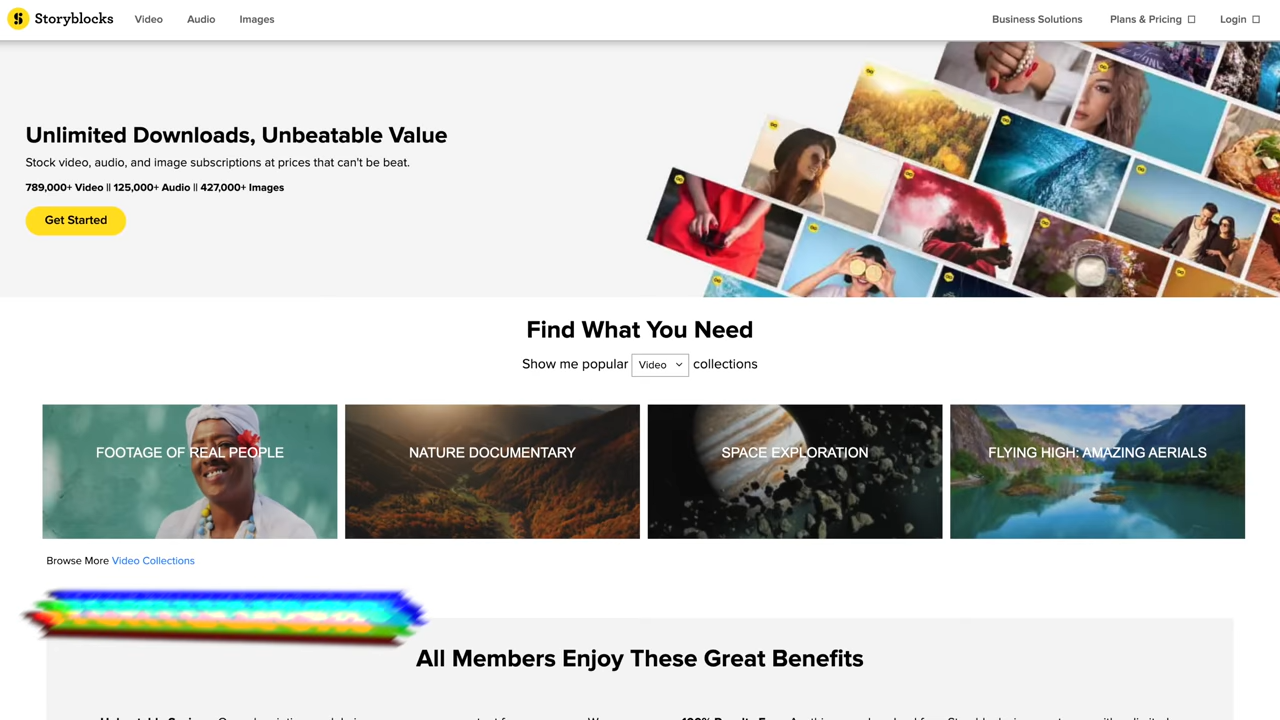 Storyblocks Video Audio Images Business Solutions Plans & Pricing Login
Unlimited Downloads, Unbeatable Value
Stock video, audio, and image subscriptions at prices that can't be beat.
789,000+ Video || 125,000+ Audio || 427,000+ Images
Get Started
Find What You Need
Show me popular Video collections
FOOTAGE OF REAL PEOPLE NATURE DOCUMENTARY SPACE EXPLORATION FLYING HIGH: AMAZING AERIALS
Browse More Video Collections
All Members Enjoy These Great Benefits